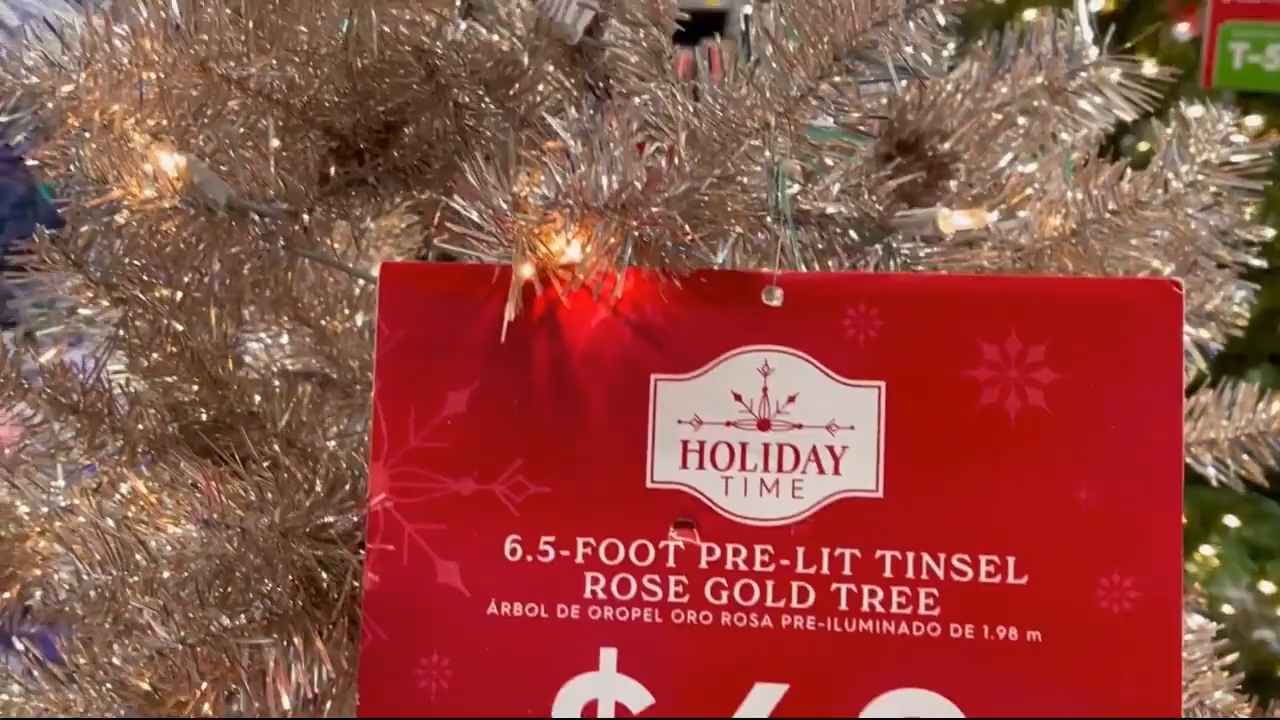 HOLIDAY
TIME
6.5-FOOT PRE-LIT TINSEL
ROSE GOLD TREE
ÁRBOL DE OROPEL ORO ROSA PRE-ILUMINADO DE 1.98 m